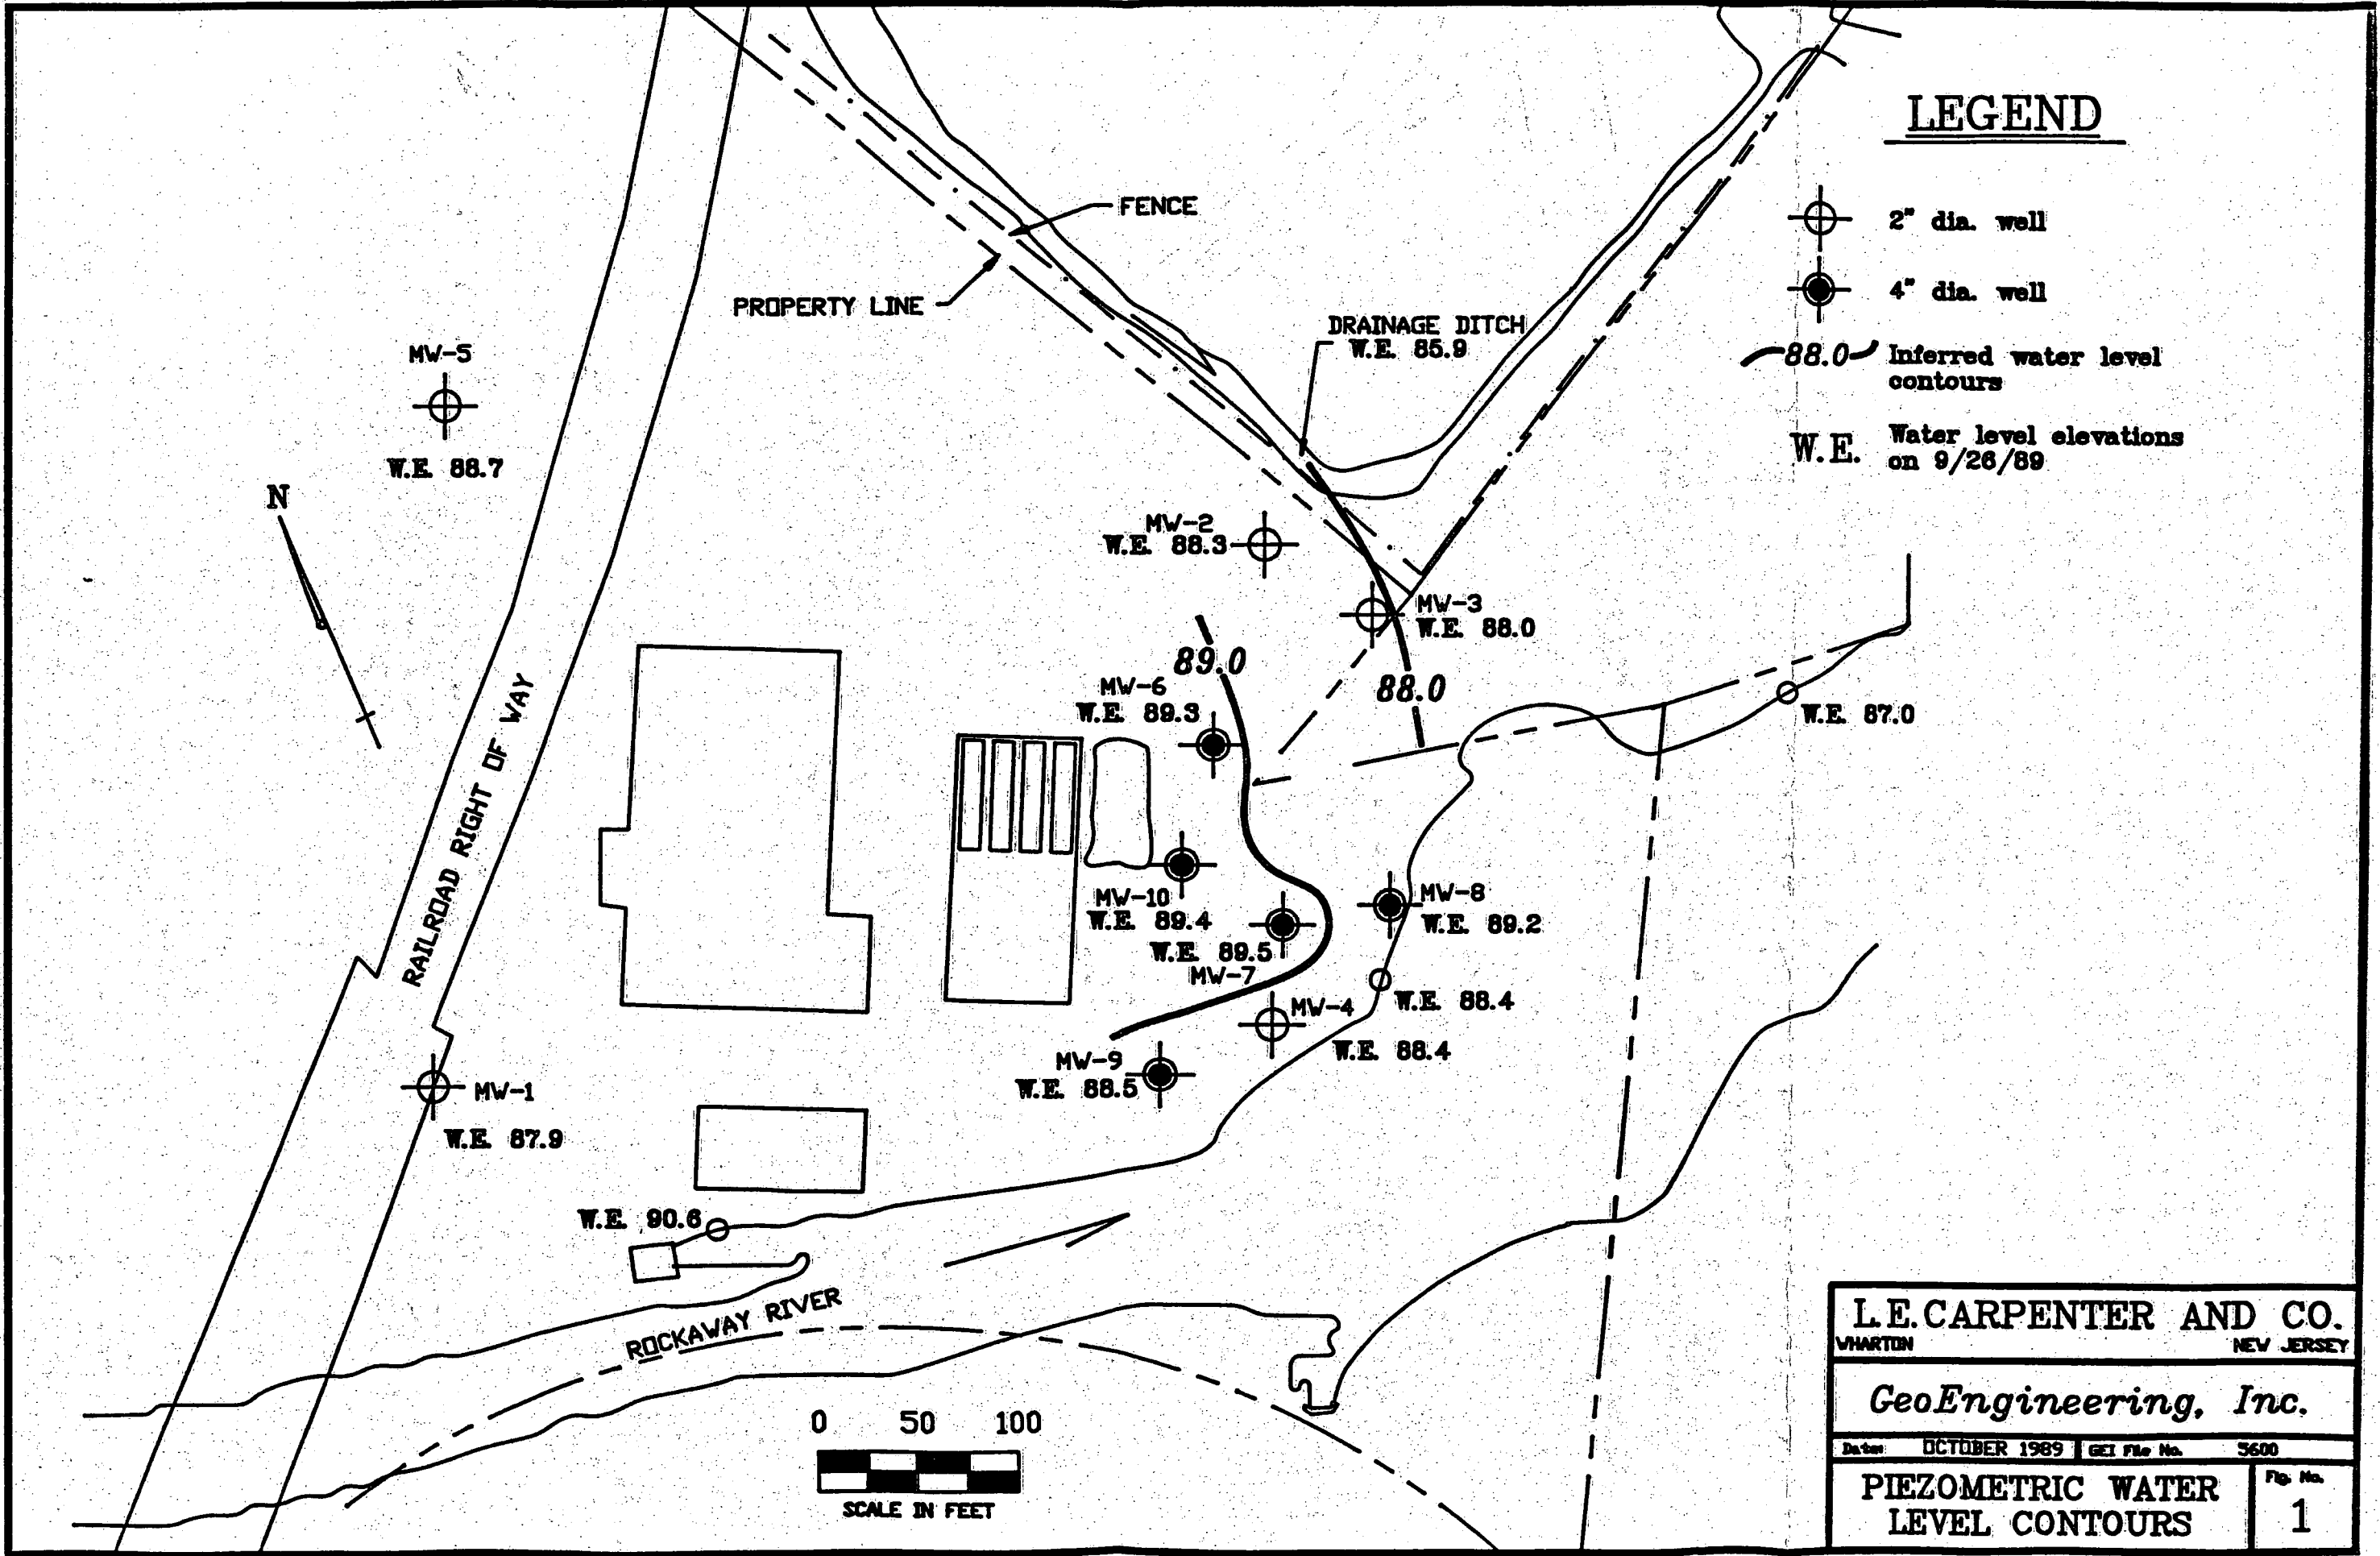 LEGEND
2" dia. well
4" dia. well
88.0 Inferred water level
contours
W.E. Water level elevations
on 9/26/89
FENCE
PROPERTY LINE
DRAINAGE DITCH
W.E. 85.9
MW-5
W.E. 88.7
N
MW-2
W.E. 88.3
MW-3
W.E. 88.0
89.0
88.0
MW-6
W.E. 89.3
W.E. 87.0
RAILROAD RIGHT OF WAY
MW-10
W.E. 89.4
MW-8
W.E. 89.2
W.E. 89.5
MW-7
W.E. 88.4
MW-4
W.E. 88.4
MW-9
W.E. 88.5
MW-1
W.E. 87.9
W.E. 90.6
ROCKAWAY RIVER
0 50 100
SCALE IN FEET
L.E.CARPENTER AND CO.
WHARTON NEW JERSEY
GeoEngineering, Inc.
Date: OCTOBER 1989 GEI File No. 5600
PIEZOMETRIC WATER
LEVEL CONTOURS
Fig. No.
1